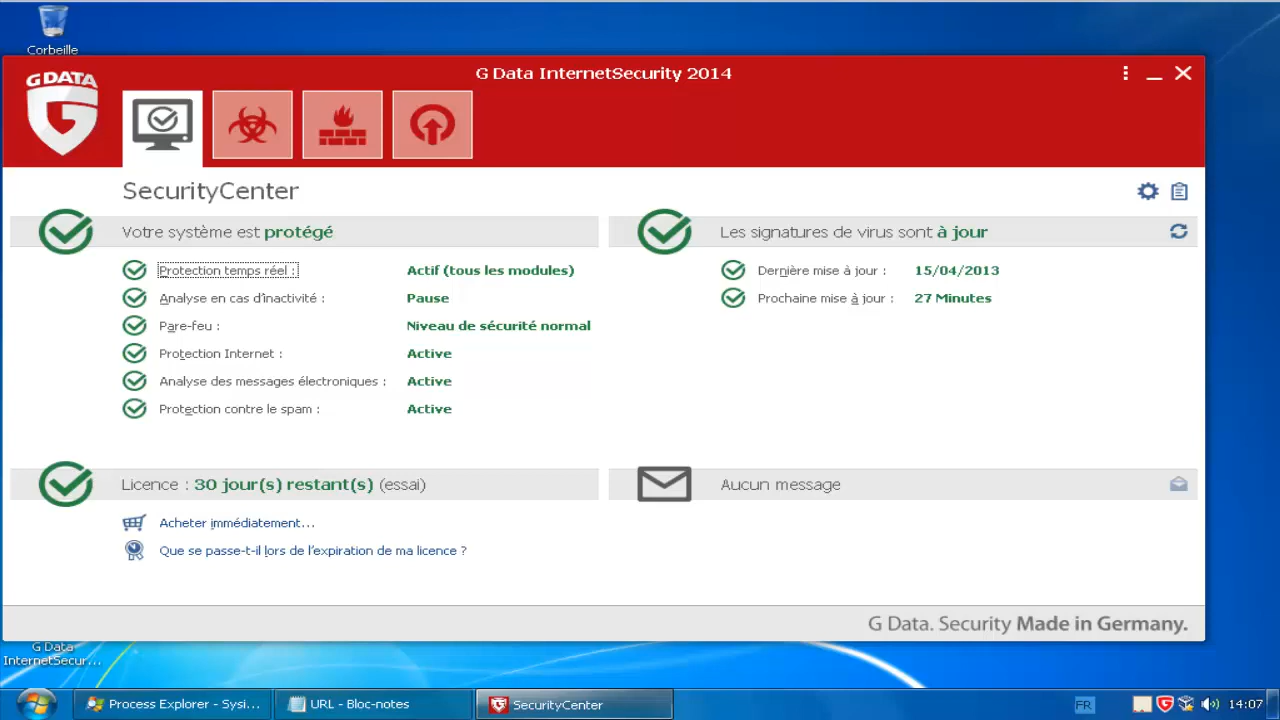 Corbeille
G DATA
G Data InternetSecurity 2014
SecurityCenter
Votre système est protégé
Protection temps réel :
Actif (tous les modules)
Analyse en cas d'inactivité :
Pause
Pare-feu :
Niveau de sécurité normal
Protection Internet :
Active
Analyse des messages électroniques :
Active
Protection contre le spam :
Active
Les signatures de virus sont à jour
Dernière mise à jour :
15/04/2013
Prochaine mise à jour :
27 Minutes
Licence : 30 jour(s) restant(s) (essai)
Acheter immédiatement...
Que se passe-t-il lors de l'expiration de ma licence ?
Aucun message
G Data. Security Made in Germany.
G Data
InternetSecur...
Process Explorer - Sysi...
URL - Bloc-notes
SecurityCenter
FR
14:07